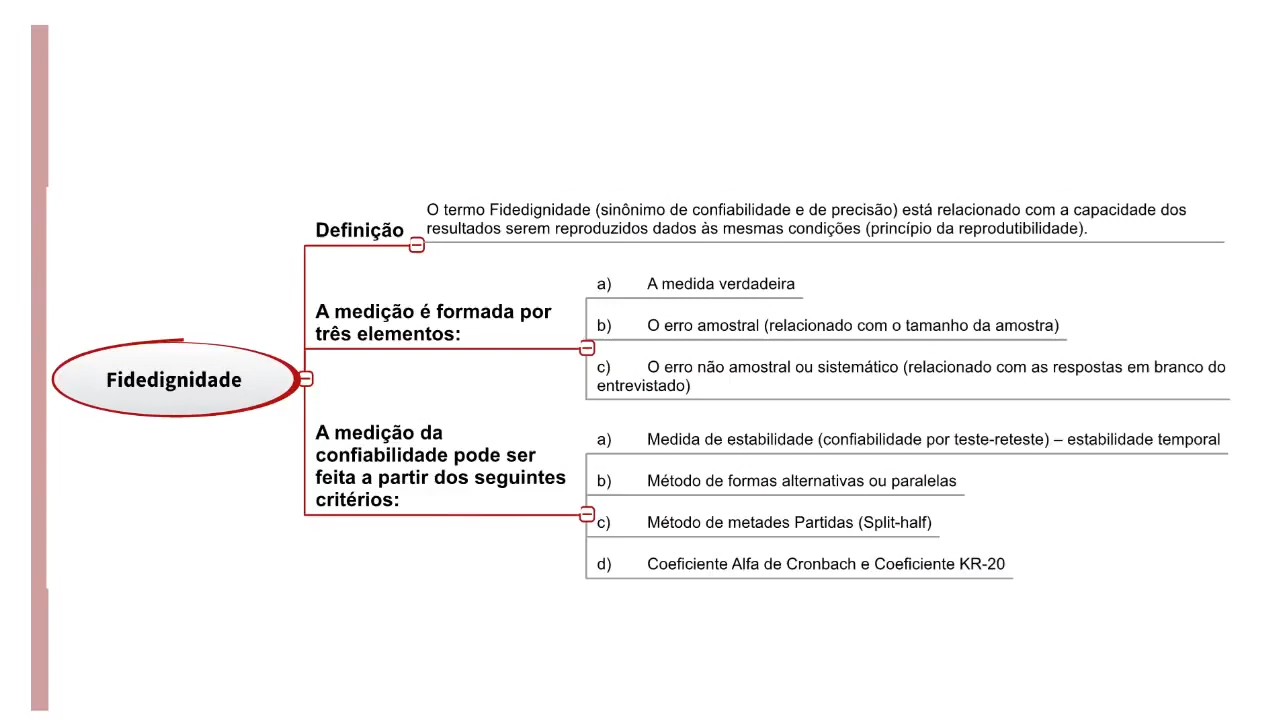 O termo Fidedignidade (sinônimo de confiabilidade e de precisão) está relacionado com a capacidade dos
Definição
resultados serem reproduzidos dados às mesmas condições (princípio da reprodutibilidade).
A medição é formada por
três elementos:
a) A medida verdadeira
b) O erro amostral (relacionado com o tamanho da amostra)
c) O erro não amostral ou sistemático (relacionado com as respostas em branco do
entrevistado)
Fidedignidade
A medição da
confiabilidade pode ser
feita a partir dos seguintes
critérios:
a) Medida de estabilidade (confiabilidade por teste-reteste) – estabilidade temporal
b) Método de formas alternativas ou paralelas
c) Método de metades Partidas (Split-half)
d) Coeficiente Alfa de Cronbach e Coeficiente KR-20